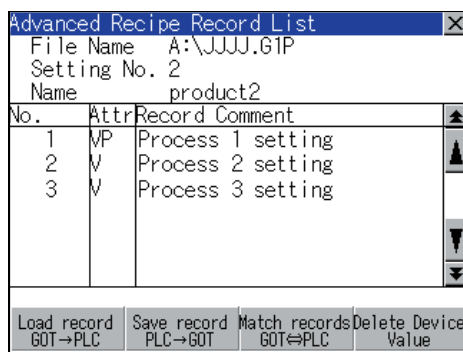 Advanced Recipe Record List
File Name A:\JJJJ.G1P
Setting No. 2
Name product2
No. Attr Record Comment
1 VP Process 1 setting
2 V Process 2 setting
3 V Process 3 setting
Load record Save record Match records Delete Device
GOT→PLC PLC→GOT GOT⇔PLC Value